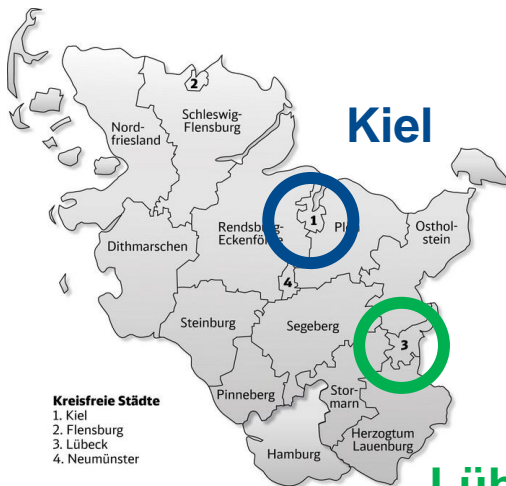 2
Schleswig-
Flensburg
Kiel
Nord-
friesland
1
Plön
Osthol-
stein
Rendsburg-
Eckenförde
Dithmarschen
4
Steinburg
Segeberg
3
Pinneberg
Stor-
marn
Kreisfreie Städte
1. Kiel
2. Flensburg
3. Lübeck
4. Neumünster
Herzogtum
Lauenburg
Hamburg